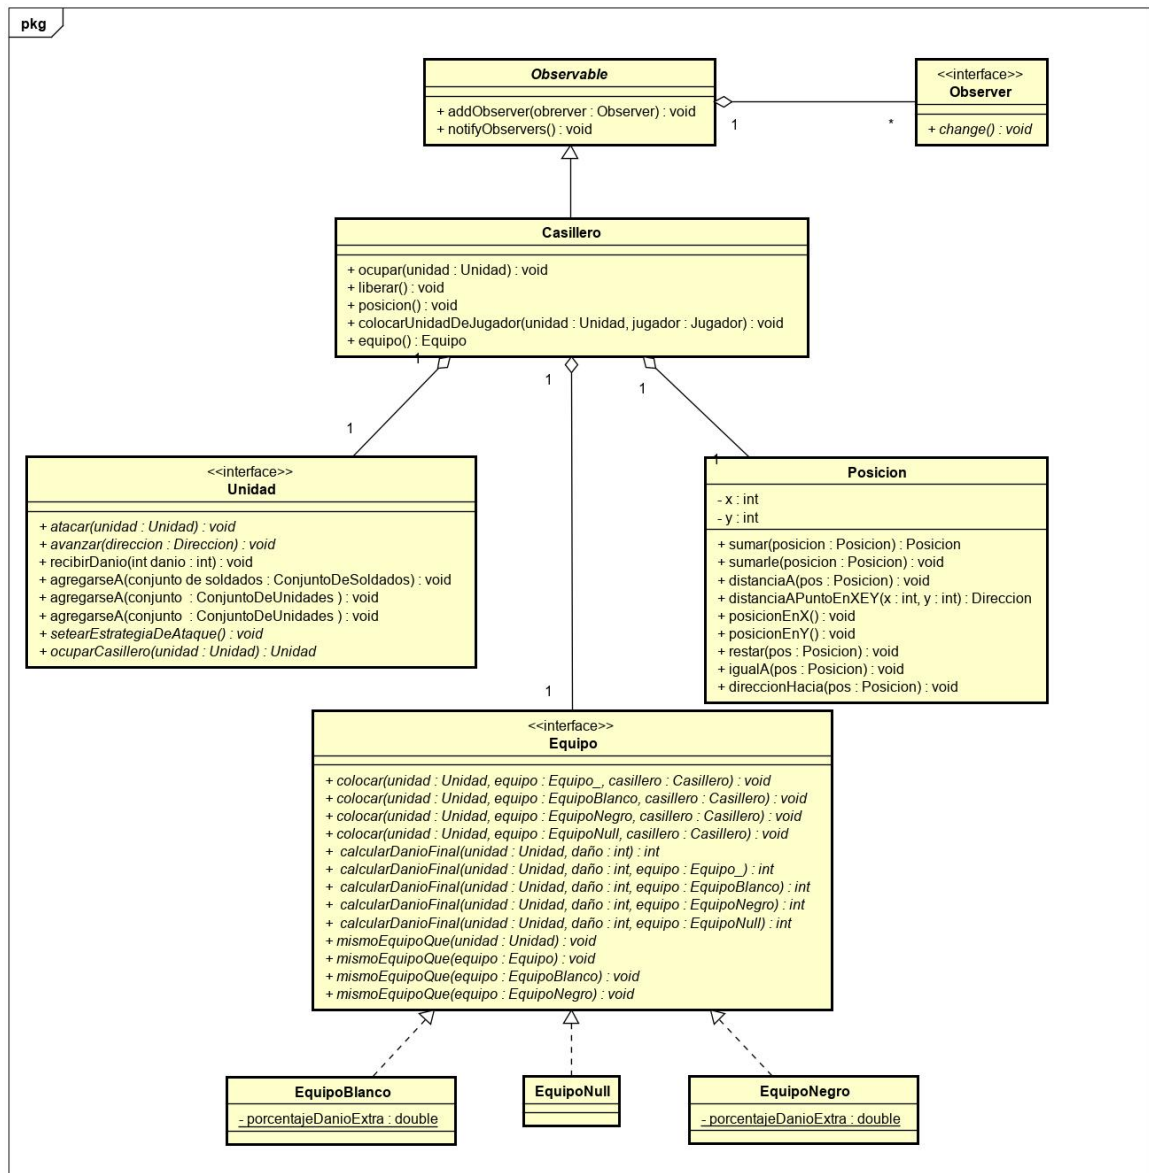 pkg
Observable
+ addObserver(obrerver : Observer) : void
+ notifyObservers() : void
<<interface>>
Observer
+ change() : void
1
*
Casillero
+ ocupar(unidad : Unidad) : void
+ liberar() : void
+ posicion() : void
+ colocarUnidadDeJugador(unidad : Unidad, jugador : Jugador) : void
+ equipo() : Equipo
1
1
1
1
1
1
<<interface>>
Unidad
+ atacar(unidad : Unidad) : void
+ avanzar(direccion : Direccion) : void
+ recibirDanio(int danio : int) : void
+ agregarseA(conjunto de soldados : ConjuntoDeSoldados) : void
+ agregarseA(conjunto : ConjuntoDeUnidades ) : void
+ agregarseA(conjunto : ConjuntoDeUnidades ) : void
+ setearEstrategiaDeAtaque() : void
+ ocuparCasillero(unidad : Unidad) : Unidad
Posicion
- x : int
- y : int
+ sumar(posicion : Posicion) : Posicion
+ sumarle(posicion : Posicion) : void
+ distanciaA(pos : Posicion) : void
+ distanciaAPuntoEnXEY(x : int, y : int) : Direccion
+ posicionEnX() : void
+ posicionEnY() : void
+ restar(pos : Posicion) : void
+ igualA(pos : Posicion) : void
+ direccionHacia(pos : Posicion) : void
<<interface>>
Equipo
+ colocar(unidad : Unidad, equipo : Equipo_, casillero : Casillero) : void
+ colocar(unidad : Unidad, equipo : EquipoBlanco, casillero : Casillero) : void
+ colocar(unidad : Unidad, equipo : EquipoNegro, casillero : Casillero) : void
+ colocar(unidad : Unidad, equipo : EquipoNull, casillero : Casillero) : void
+ calcularDanioFinal(unidad : Unidad, daño : int) : int
+ calcularDanioFinal(unidad : Unidad, daño : int, equipo : Equipo_) : int
+ calcularDanioFinal(unidad : Unidad, daño : int, equipo : EquipoBlanco) : int
+ calcularDanioFinal(unidad : Unidad, daño : int, equipo : EquipoNegro) : int
+ calcularDanioFinal(unidad : Unidad, daño : int, equipo : EquipoNull) : int
+ mismoEquipoQue(unidad : Unidad) : void
+ mismoEquipoQue(equipo : Equipo) : void
+ mismoEquipoQue(equipo : EquipoBlanco) : void
+ mismoEquipoQue(equipo : EquipoNegro) : void
EquipoBlanco
- porcentajeDanioExtra : double
EquipoNull
EquipoNegro
- porcentajeDanioExtra : double